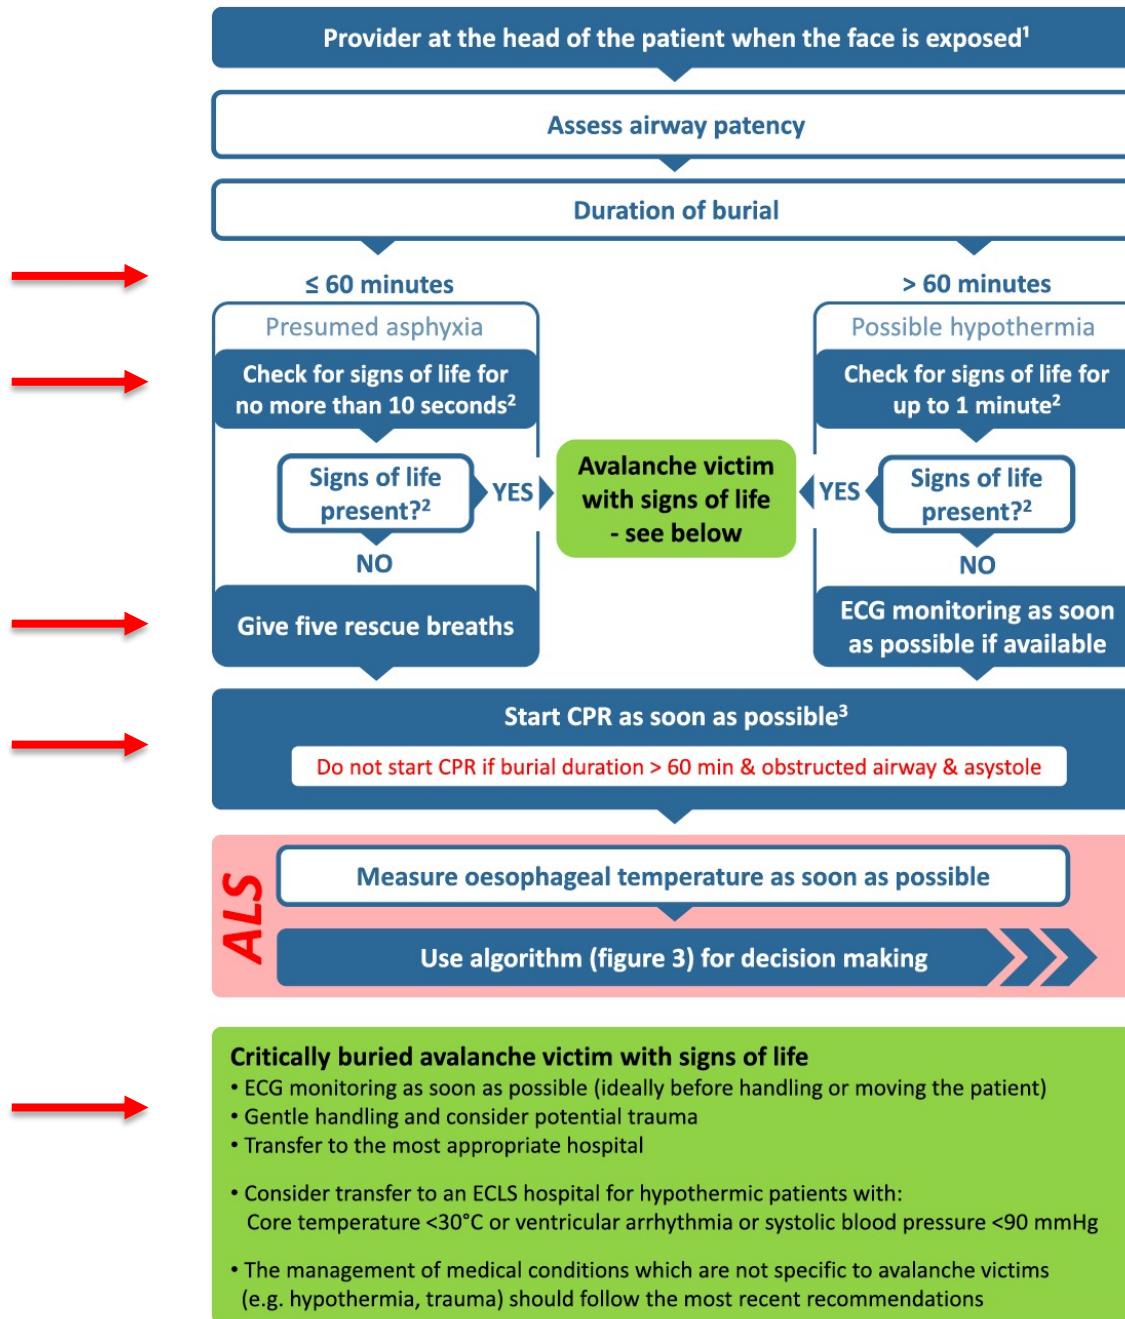 Provider at the head of the patient when the face is exposed¹
Assess airway patency
Duration of burial
≤ 60 minutes
Presumed asphyxia
Check for signs of life for
no more than 10 seconds²
Signs of life
present?²
YES
NO
Give five rescue breaths
Avalanche victim
with signs of life
- see below
> 60 minutes
Possible hypothermia
Check for signs of life for
up to 1 minute²
YES
Signs of life
present?²
NO
ECG monitoring as soon
as possible if available
Start CPR as soon as possible³
Do not start CPR if burial duration > 60 min & obstructed airway & asystole
ALS
Measure oesophageal temperature as soon as possible
Use algorithm (figure 3) for decision making
Critically buried avalanche victim with signs of life
• ECG monitoring as soon as possible (ideally before handling or moving the patient)
• Gentle handling and consider potential trauma
• Transfer to the most appropriate hospital
• Consider transfer to an ECLS hospital for hypothermic patients with:
Core temperature <30°C or ventricular arrhythmia or systolic blood pressure <90 mmHg
• The management of medical conditions which are not specific to avalanche victims
(e.g. hypothermia, trauma) should follow the most recent recommendations